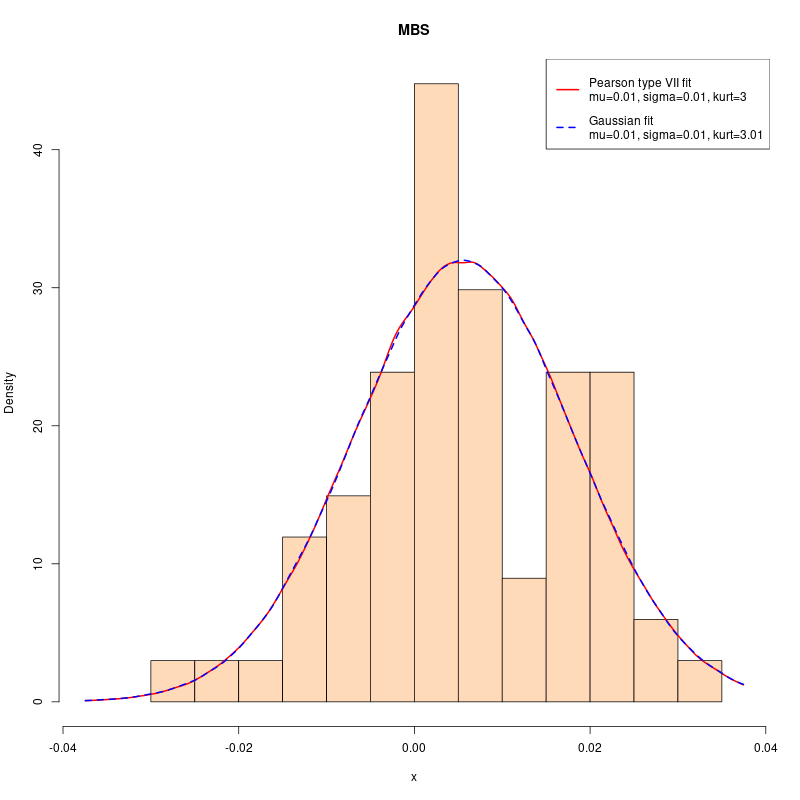 MBS
Pearson type VII fit
mu=0.01, sigma=0.01, kurt=3
Gaussian fit
mu=0.01, sigma=0.01, kurt=3.01
40
30
20
10
0
Density
-0.04 -0.02 0.00 0.02 0.04
x